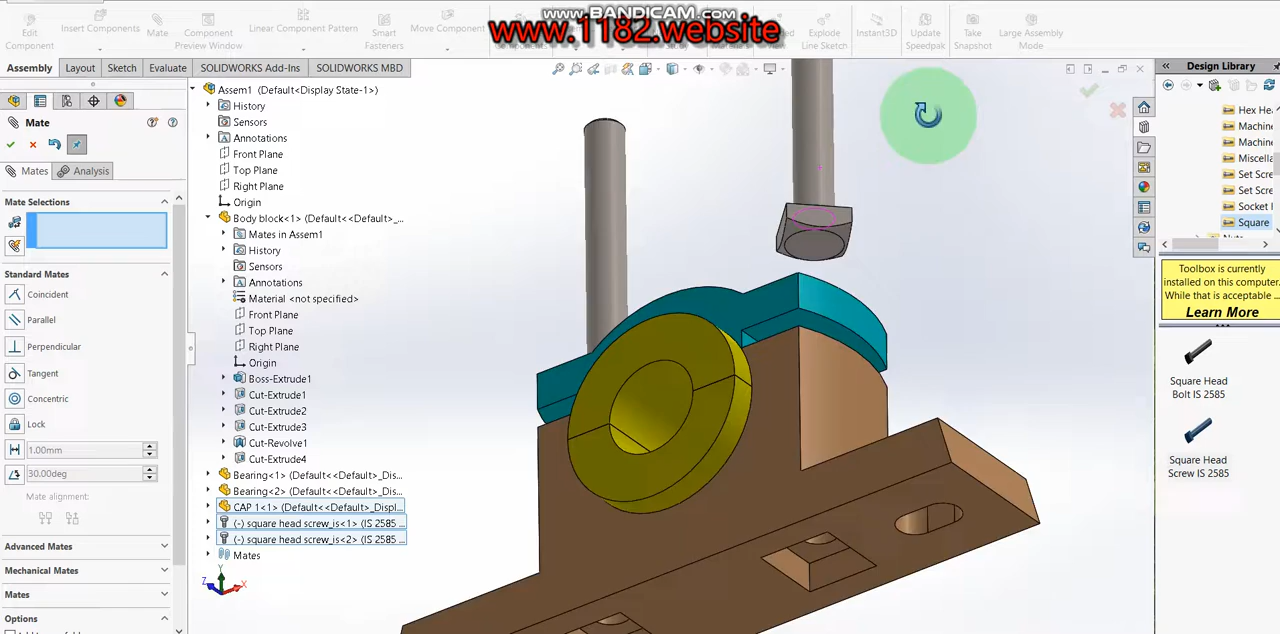 www.BANDICAM.com
www.1182.website
Edit Component
Insert Components
Mate
Component Preview Window
Linear Component Pattern
Smart Fasteners
Move Component
Explode Line Sketch
Instant3D
Update Speedpak
Take Snapshot
Large Assembly Mode
Assembly
Layout
Sketch
Evaluate
SOLIDWORKS Add-Ins
SOLIDWORKS MBD
Mate
Mates
Analysis
Mate Selections
Standard Mates
Coincident
Parallel
Perpendicular
Tangent
Concentric
Lock
1.00mm
30.00deg
Mate alignment:
Advanced Mates
Mechanical Mates
Mates
Options
Assem1 (Default<Display State-1>)
History
Sensors
Annotations
Front Plane
Top Plane
Right Plane
Origin
Body block<1> (Default<<Default>_...
Mates in Assem1
History
Sensors
Annotations
Material <not specified>
Front Plane
Top Plane
Right Plane
Origin
Boss-Extrude1
Cut-Extrude1
Cut-Extrude2
Cut-Extrude3
Cut-Revolve1
Cut-Extrude4
Bearing<1> (Default<<Default>_Dis...
Bearing<2> (Default<<Default>_Dis...
CAP 1<1> (Default<<Default>_Displ...
(-) square head screw_is<1> (IS 2585 ...
(-) square head screw_is<2> (IS 2585 ...
Mates
Y
Z
X
Design Library
Hex Hea
Machine
Machin
Miscella
Set Scre
Set Scre
Socket
Square
Toolbox is currently
installed on this computer.
While that is acceptable ...
Learn More
Square Head
Bolt IS 2585
Square Head
Screw IS 2585